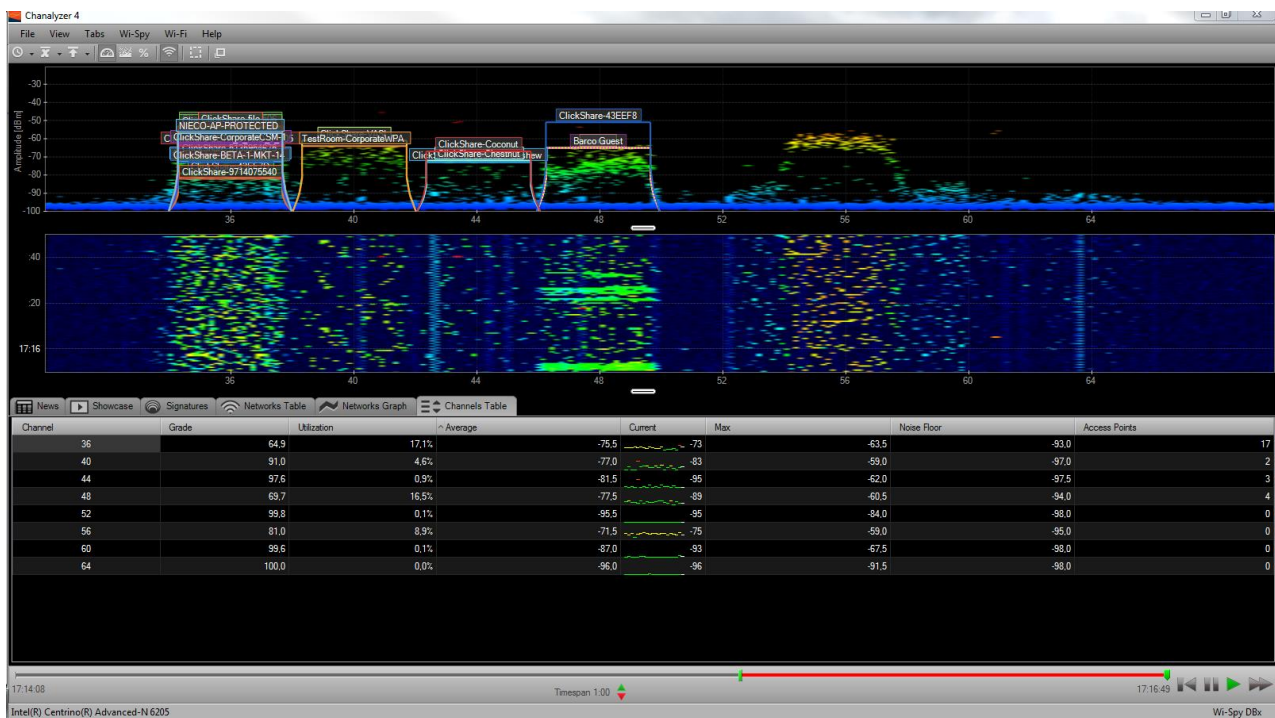 Chanalyzer 4
File View Tabs Wi-Spy Wi-Fi Help
%
Amplitude [dBm]
-30
-40
-50
-60
-70
-80
-90
-100
ClickShare-file
NIECO-AP-PROTECTED
ClickShare-CorporateCSM-
ClickShare-BETA-1-MKT-1-
ClickShare-9714075540
TestRoom-CorporateWPA
ClickShare-Coconut
ClickShare-Chestnut
ClickShare-43EEF8
Barco Guest
36 40 44 48 52 56 60 64
:40
:20
17:16
36 40 44 48 52 56 60 64
News Showcase Signatures Networks Table Networks Graph Channels Table
Channel Grade Utilization ^ Average Current Max Noise Floor Access Points
36 64,9 17,1% -75,5 -73 -63,5 -93,0 17
40 91,0 4,6% -77,0 -83 -59,0 -97,0 2
44 97,6 0,9% -81,5 -95 -62,0 -97,5 3
48 69,7 16,5% -77,5 -89 -60,5 -94,0 4
52 99,8 0,1% -95,5 -95 -84,0 -98,0 0
56 81,0 8,9% -71,5 -75 -59,0 -95,0 0
60 99,6 0,1% -87,0 -93 -67,5 -98,0 0
64 100,0 0,0% -96,0 -96 -91,5 -98,0 0
17:14:08 Timespan 1:00 17:16:49
Intel(R) Centrino(R) Advanced-N 6205 Wi-Spy DBx